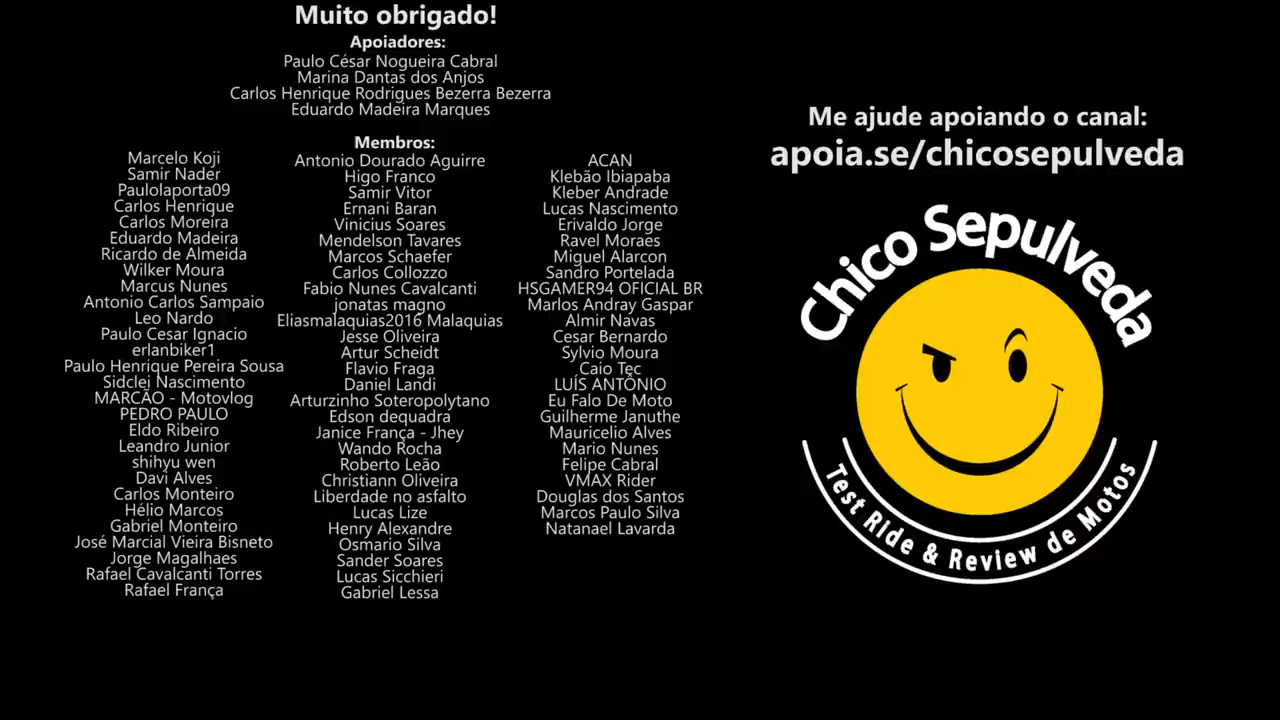 Muito obrigado!
Apoiadores:
Paulo César Nogueira Cabral
Marina Dantas dos Anjos
Carlos Henrique Rodrigues Bezerra Bezerra
Eduardo Madeira Marques
Membros:
Marcelo Koji
Samir Nader
Paulolaporta09
Carlos Henrique
Carlos Moreira
Eduardo Madeira
Ricardo de Almeida
Wilker Moura
Marcus Nunes
Antonio Carlos Sampaio
Leo Nardo
Paulo Cesar Ignacio
erlanbiker1
Paulo Henrique Pereira Sousa
Sidclei Nascimento
MARCÃO - Motovlog
PEDRO PAULO
Eldo Ribeiro
Leandro Junior
shihyu wen
Davi Alves
Carlos Monteiro
Hélio Marcos
Gabriel Monteiro
José Marcial Vieira Bisneto
Jorge Magalhaes
Rafael Cavalcanti Torres
Rafael França
Antonio Dourado Aguirre
Higo Franco
Samir Vitor
Ernani Baran
Vinicius Soares
Mendelson Tavares
Marcos Schaefer
Carlos Collozzo
Fabio Nunes Cavalcanti
jonatas magno
Eliasmalaquias2016 Malaquias
Jesse Oliveira
Artur Scheidt
Flavio Fraga
Daniel Landi
Arturzinho Soteropolytano
Edson dequadra
Janice França - Jhey
Wando Rocha
Roberto Leão
Christiann Oliveira
Liberdade no asfalto
Lucas Lize
Henry Alexandre
Osmario Silva
Sander Soares
Lucas Sicchieri
Gabriel Lessa
ACAN
Klebão Ibiapaba
Kleber Andrade
Lucas Nascimento
Erivaldo Jorge
Ravel Moraes
Miguel Alarcon
Sandro Portelada
HSGAMER94 OFICIAL BR
Marlos Andray Gaspar
Almir Navas
Cesar Bernardo
Sylvio Moura
Caio Tec
LUÍS ANTÔNIO
Eu Falo De Moto
Guilherme Januthe
Mauricelio Alves
Mario Nunes
Felipe Cabral
VMAX Rider
Douglas dos Santos
Marcos Paulo Silva
Natanael Lavarda
Me ajude apoiando o canal:
apoia.se/chicosepulveda
Chico Sepulveda
Test Ride & Review de Motos